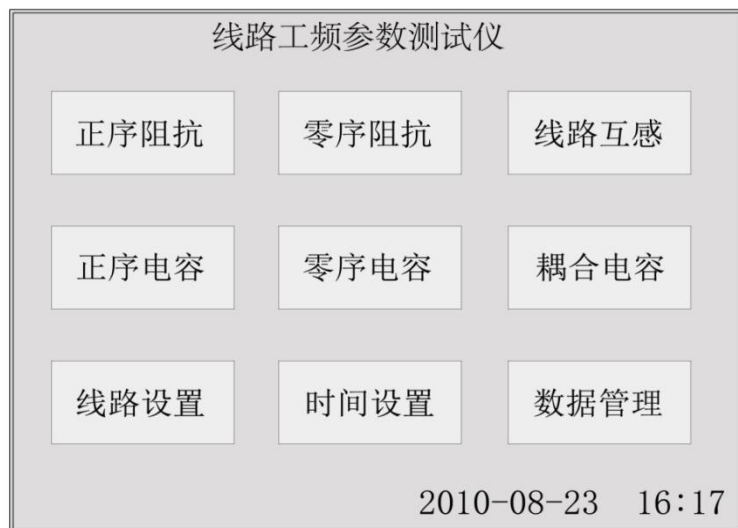 线路工频参数测试仪
正序阻抗 零序阻抗 线路互感
正序电容 零序电容 耦合电容
线路设置 时间设置 数据管理
2010-08-23 16:17